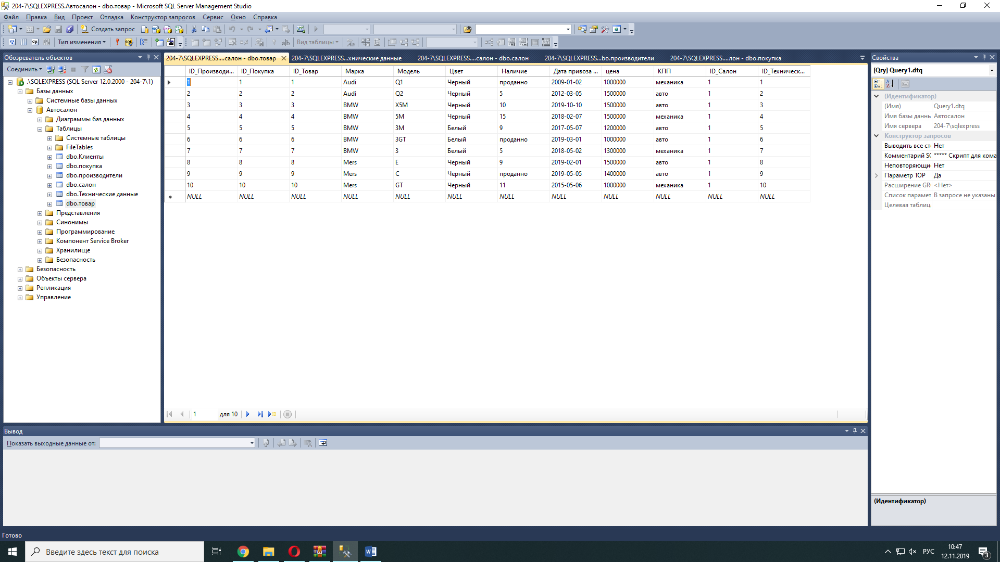 204-7\SQLEXPRESS.Автосалон - dbo.товар - Microsoft SQL Server Management Studio
Файл Правка Вид Проект Отладка Конструктор запросов Сервис Окно Справка
Создать запрос
Тип изменения Вид таблицы
Обозреватель объектов
Соединить
.\SQLEXPRESS (SQL Server 12.0.2000 - 204-7\1)
Базы данных
Системные базы данных
Автосалон
Диаграммы баз данных
Таблицы
Системные таблицы
FileTables
dbo.Клиенты
dbo.покупка
dbo.производители
dbo.салон
dbo.Технические данные
dbo.товар
Представления
Синонимы
Программирование
Компонент Service Broker
Хранилище
Безопасность
Безопасность
Объекты сервера
Репликация
Управление
204-7\SQLEXPRESS....салон - dbo.товар 204-7\SQLEXPRESS...хнические данные 204-7\SQLEXPRESS....салон - dbo.салон 204-7\SQLEXPRESS...bo.производители 204-7\SQLEXPRESS....лон - dbo.покупка
ID_Производи... ID_Покупка ID_Товар Марка Модель Цвет Наличие Дата привоза ... цена КПП ID_Салон ID_Техническ...
1 1 1 Audi Q1 Черный проданно 2009-01-02 1000000 механика 1 1
2 2 2 Audi Q2 Черный 5 2012-03-05 1500000 авто 1 2
3 3 3 BMW X5M Черный 10 2019-10-10 1500000 авто 1 3
4 4 4 BMW 5M Черный 15 2018-02-07 1500000 механика 1 4
5 5 5 BMW 3M Белый 9 2017-05-07 1200000 авто 1 5
6 6 6 BMW 3GT Белый проданно 2019-03-01 1000000 авто 1 6
7 7 7 BMW 3 Белый 5 2018-05-02 1300000 механика 1 7
8 8 8 Mers E Черный 9 2019-02-01 1500000 авто 1 8
9 9 9 Mers C Черный проданно 2019-05-05 1400000 авто 1 9
10 10 10 Mers GT Черный 11 2015-05-06 1000000 механика 1 10
NULL NULL NULL NULL NULL NULL NULL NULL NULL NULL NULL NULL
1 для 10
Свойства
[Qry] Query1.dtq
(Идентификатор)
(Имя) Query1.dtq
Имя базы данн Автосалон
Имя сервера 204-7\sqlexpress
Конструктор запросов
Выводить все ст Нет
Комментарий SQ ***** Скрипт для кома
Неповторяющи Нет
Параметр TOP Да
Расширение GR <Нет>
Список парамет В запросе не указаны
Целевая таблиц
(Идентификатор)
Вывод
Показать выходные данные от:
Готово
Введите здесь текст для поиска
РУС
10:47
12.11.2019
3